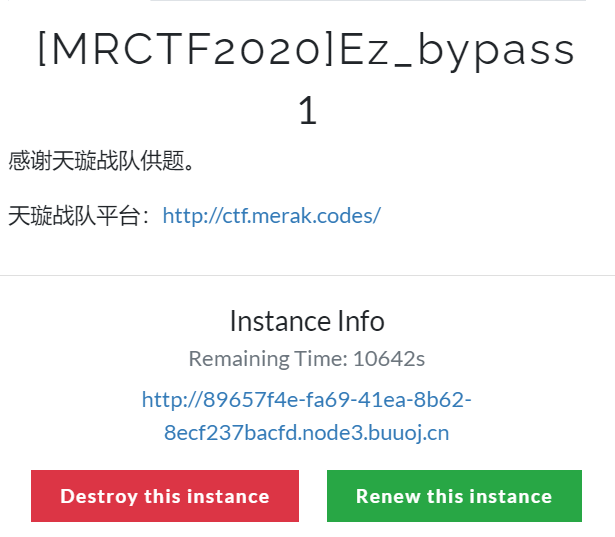 [MRCTF2020]Ez_bypass
1
感谢天璇战队供题。
天璇战队平台：http://ctf.merak.codes/
Instance Info
Remaining Time: 10642s
http://89657f4e-fa69-41ea-8b62-
8ecf237bacfd.node3.buuoj.cn
Destroy this instance
Renew this instance